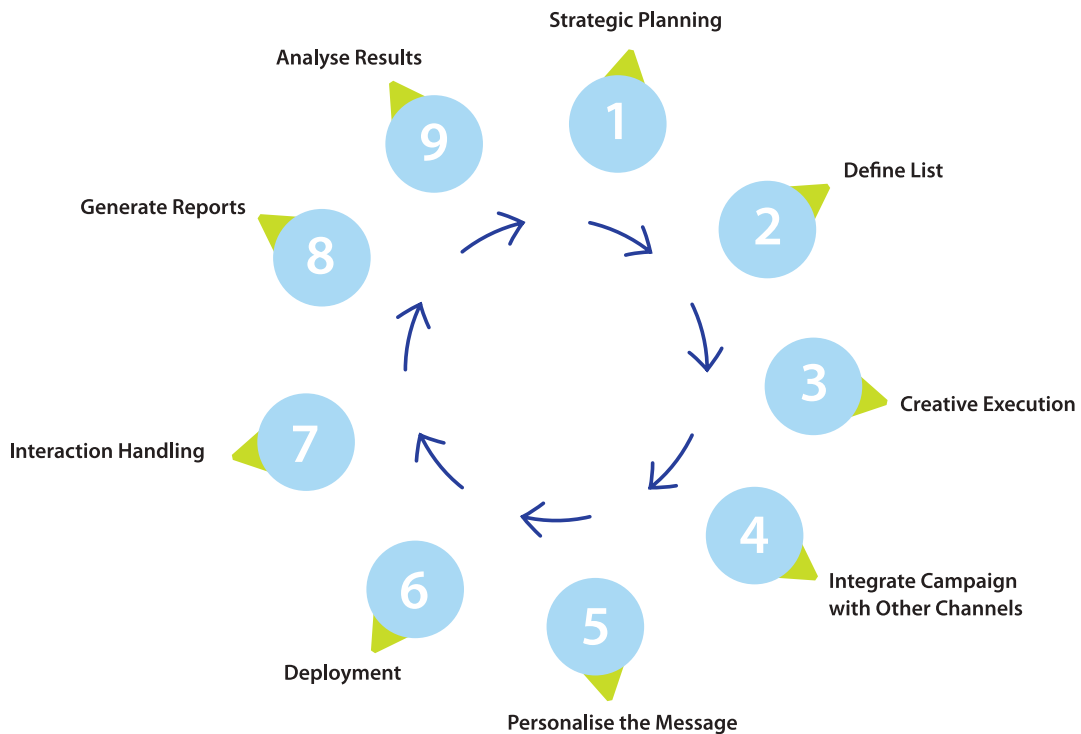 Strategic Planning
1
Define List
2
Creative Execution
3
Integrate Campaign
with Other Channels
4
Personalise the Message
5
Deployment
6
Interaction Handling
7
Generate Reports
8
Analyse Results
9